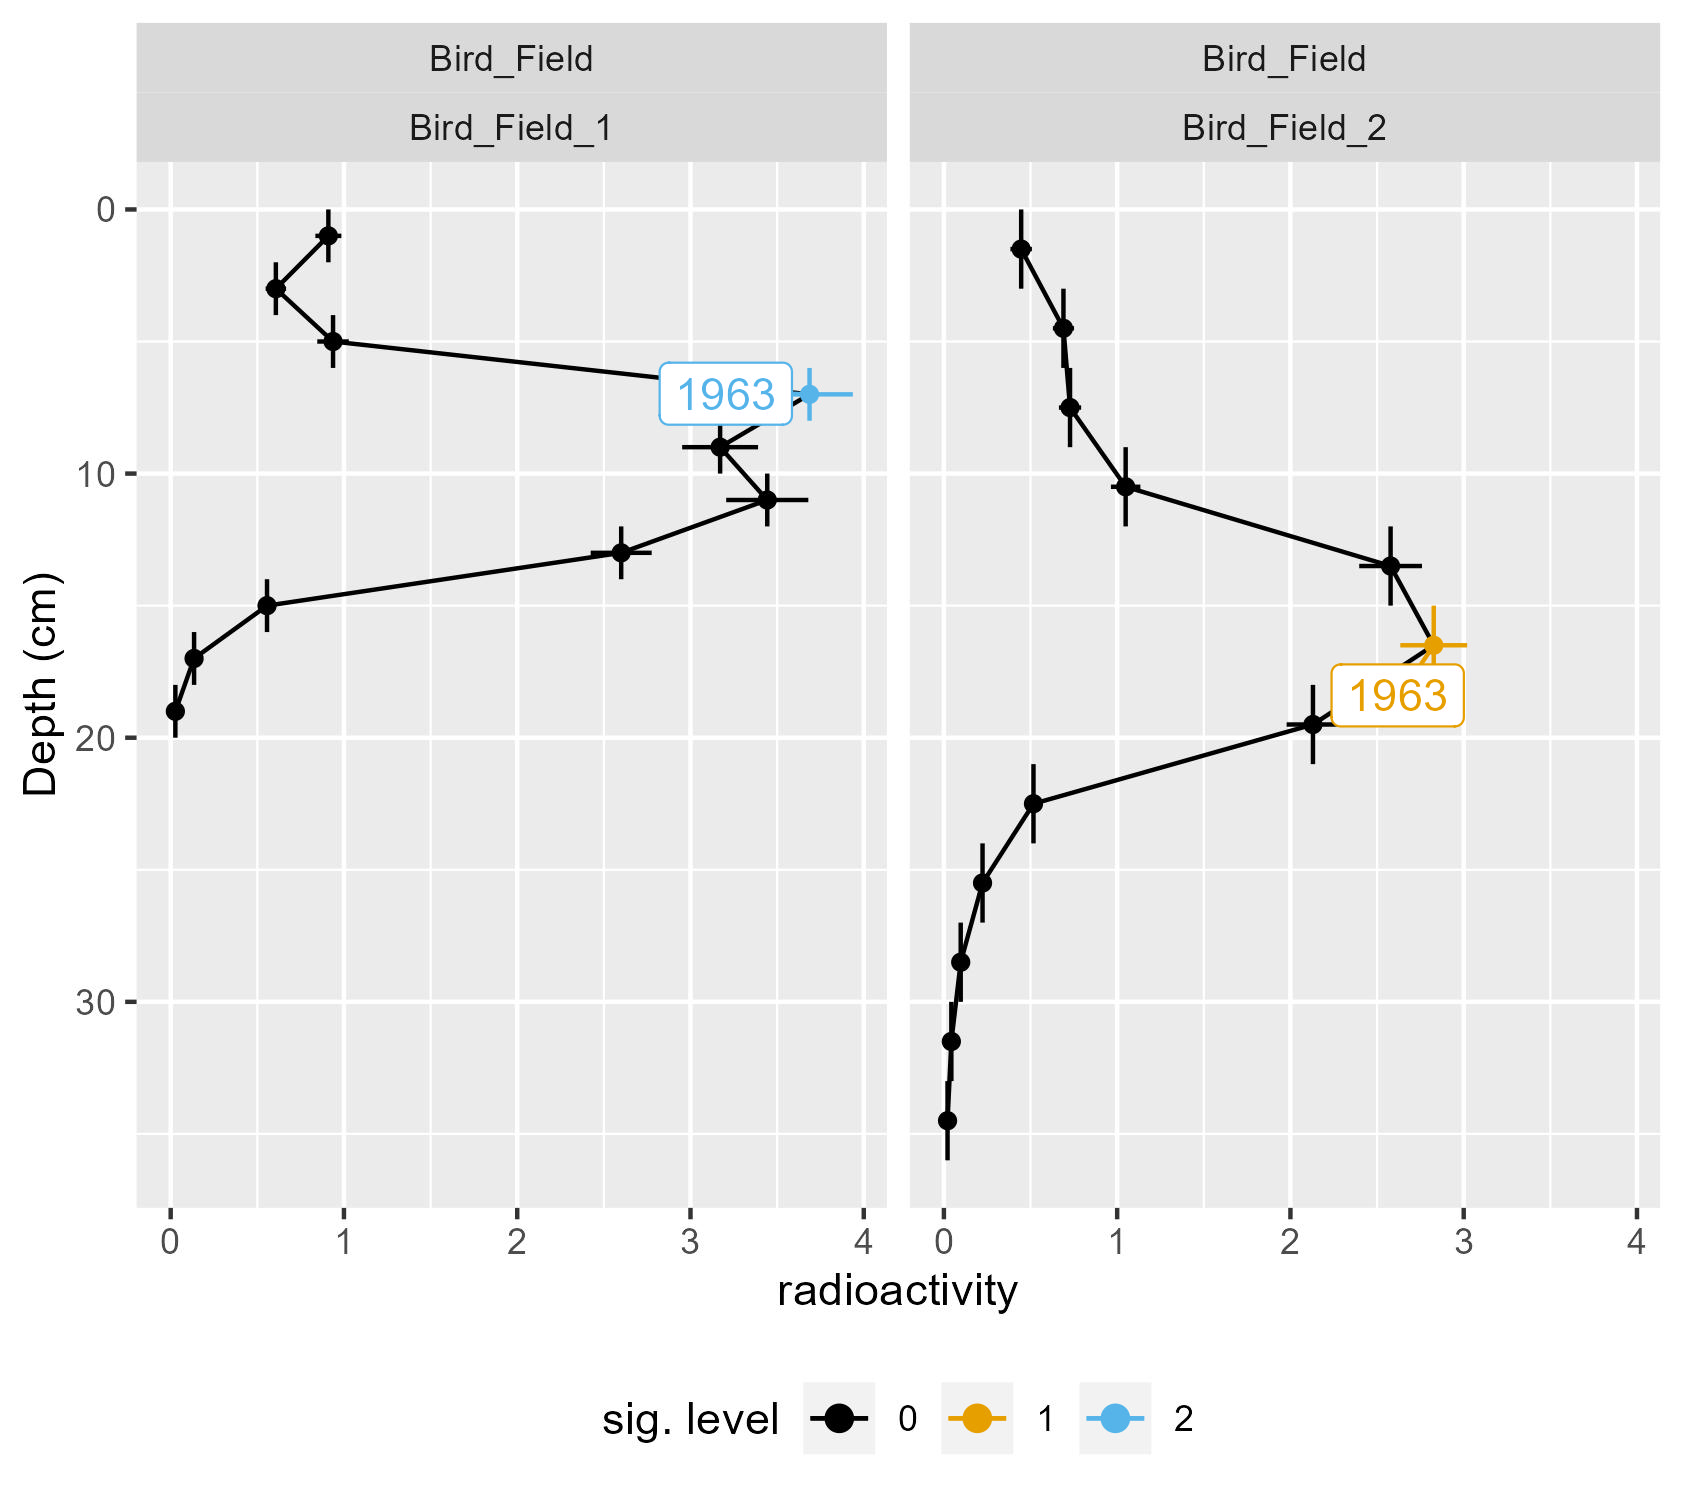 Bird_Field Bird_Field
Bird_Field_1 Bird_Field_2
0
10
20
30
Depth (cm)
1963
1963
0 1 2 3 4 0 1 2 3 4
radioactivity
sig. level 0 1 2